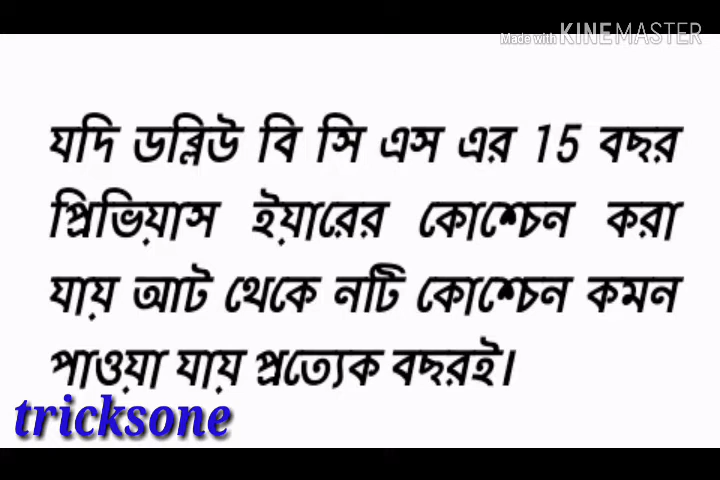 Made with KINEMASTER
যদি ডব্লিউ বি সি এস এর 15 বছর
প্রিভিয়াস ইয়ারের কোশ্চেন করা
যায় আট থেকে নটি কোশ্চেন কমন
পাওয়া যায় প্রত্যেক বছরই।
tricksone